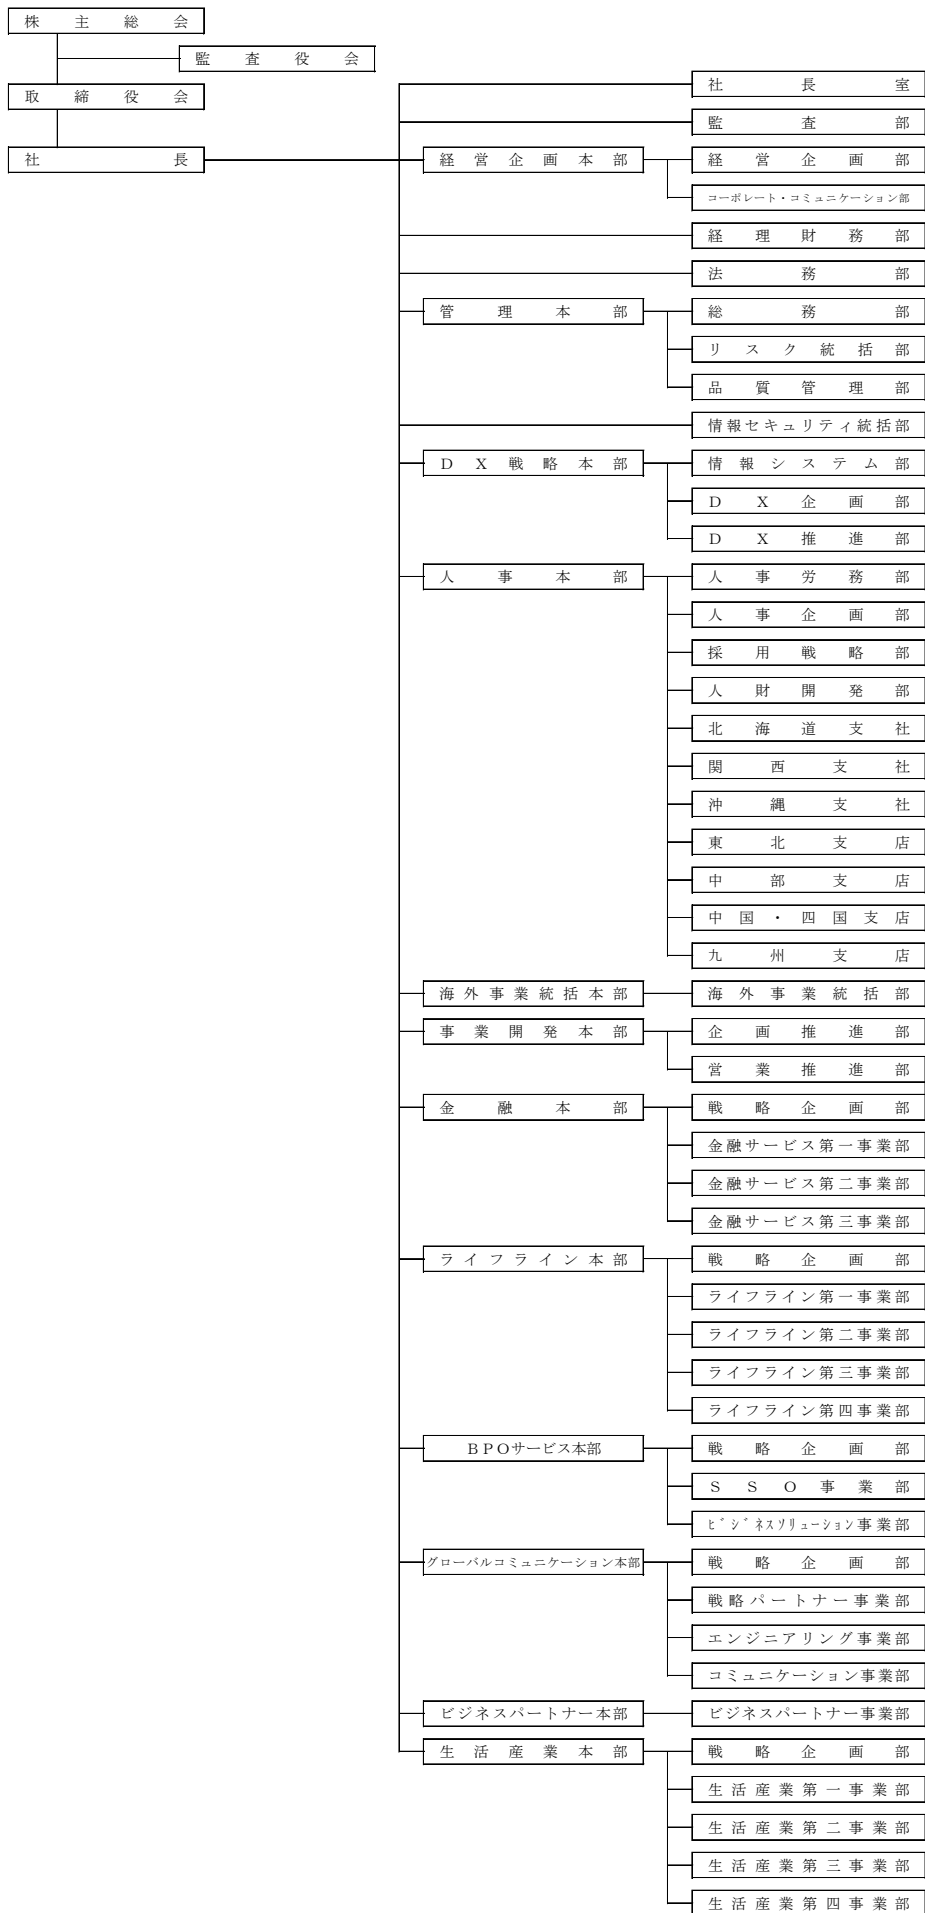 株主総会
監査役会
取締役会
社長
社長室
監査部
経営企画本部
経営企画部
コーポレート・コミュニケーション部
経理財務部
法務部
管理本部
総務部
リスク統括部
品質管理部
情報セキュリティ統括部
ＤＸ戦略本部
情報システム部
ＤＸ企画部
ＤＸ推進部
人事本部
人事労務部
人事企画部
採用戦略部
人財開発部
北海道支社
関西支社
沖縄支社
東北支店
中部支店
中国・四国支店
九州支店
海外事業統括本部
海外事業統括部
事業開発本部
企画推進部
営業推進部
金融本部
戦略企画部
金融サービス第一事業部
金融サービス第二事業部
金融サービス第三事業部
ライフライン本部
戦略企画部
ライフライン第一事業部
ライフライン第二事業部
ライフライン第三事業部
ライフライン第四事業部
ＢＰＯサービス本部
戦略企画部
ＳＳＯ事業部
ﾋﾞｼﾞﾈｽｿﾘｭｰｼｮﾝ事業部
グローバルコミュニケーション本部
戦略企画部
戦略パートナー事業部
エンジニアリング事業部
コミュニケーション事業部
ビジネスパートナー本部
ビジネスパートナー事業部
生活産業本部
戦略企画部
生活産業第一事業部
生活産業第二事業部
生活産業第三事業部
生活産業第四事業部